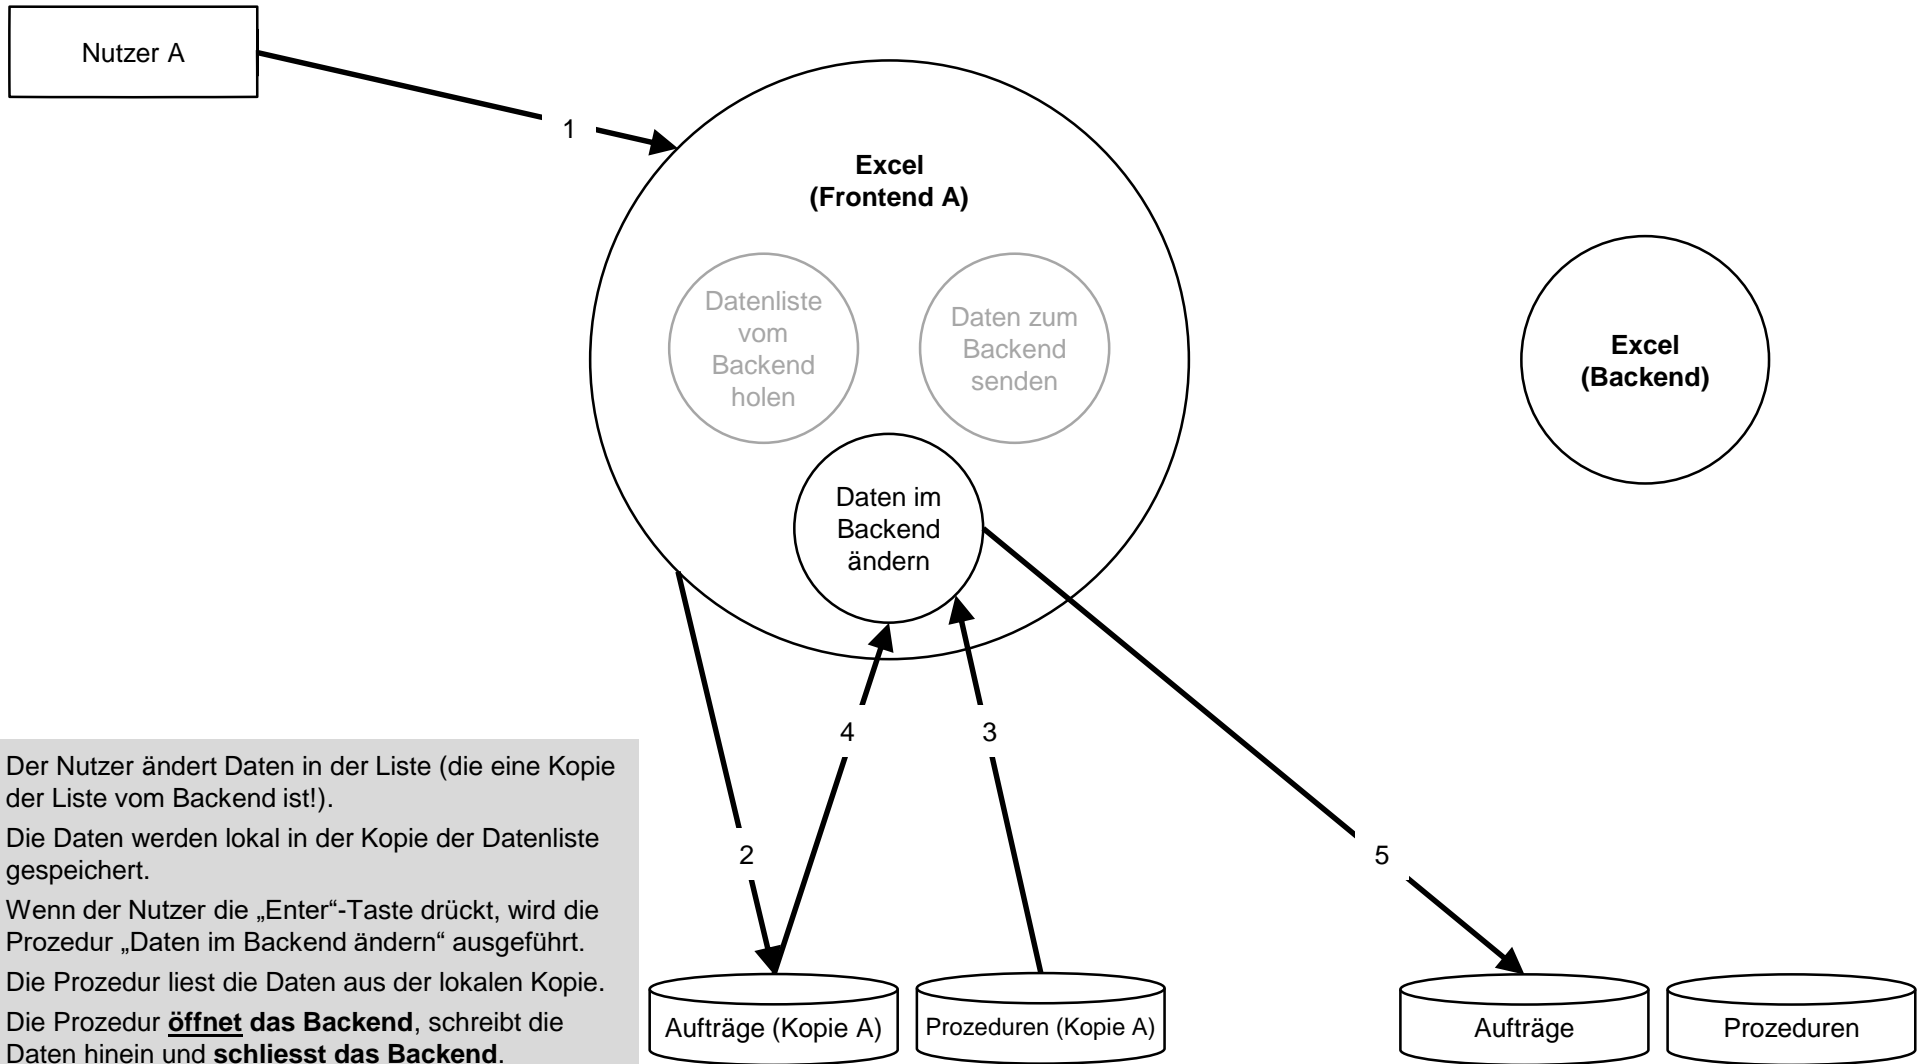 Nutzer A
1
Excel
(Frontend A)
Datenliste
vom
Backend
holen
Daten zum
Backend
senden
Excel
(Backend)
Daten im
Backend
ändern
4
3
2
5
Der Nutzer ändert Daten in der Liste (die eine Kopie
der Liste vom Backend ist!).
Die Daten werden lokal in der Kopie der Datenliste
gespeichert.
Wenn der Nutzer die „Enter“-Taste drückt, wird die
Prozedur „Daten im Backend ändern“ ausgeführt.
Die Prozedur liest die Daten aus der lokalen Kopie.
Die Prozedur öffnet das Backend, schreibt die
Daten hinein und schliesst das Backend.
Aufträge (Kopie A)
Prozeduren (Kopie A)
Aufträge
Prozeduren